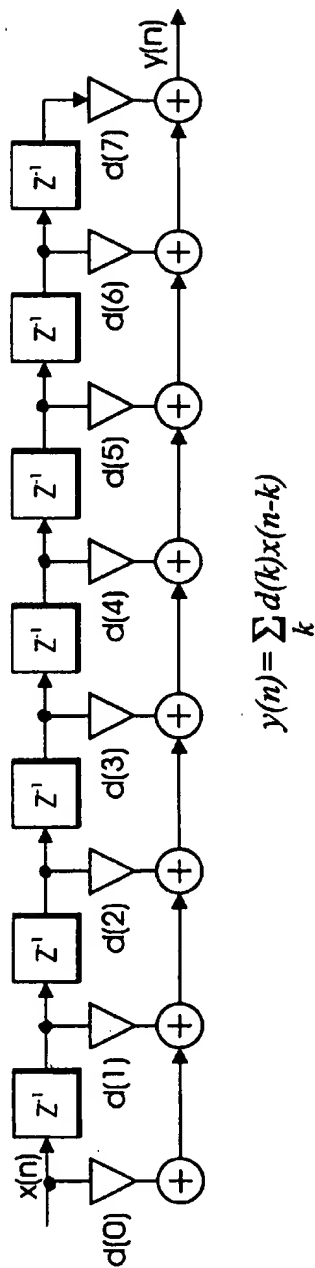 x(n)
Z⁻¹ Z⁻¹ Z⁻¹ Z⁻¹ Z⁻¹ Z⁻¹ Z⁻¹
d(0) d(1) d(2) d(3) d(4) d(5) d(6) d(7)
+ + + + + + + +
y(n)
y(n) = ∑ d(k)x(n-k)
k